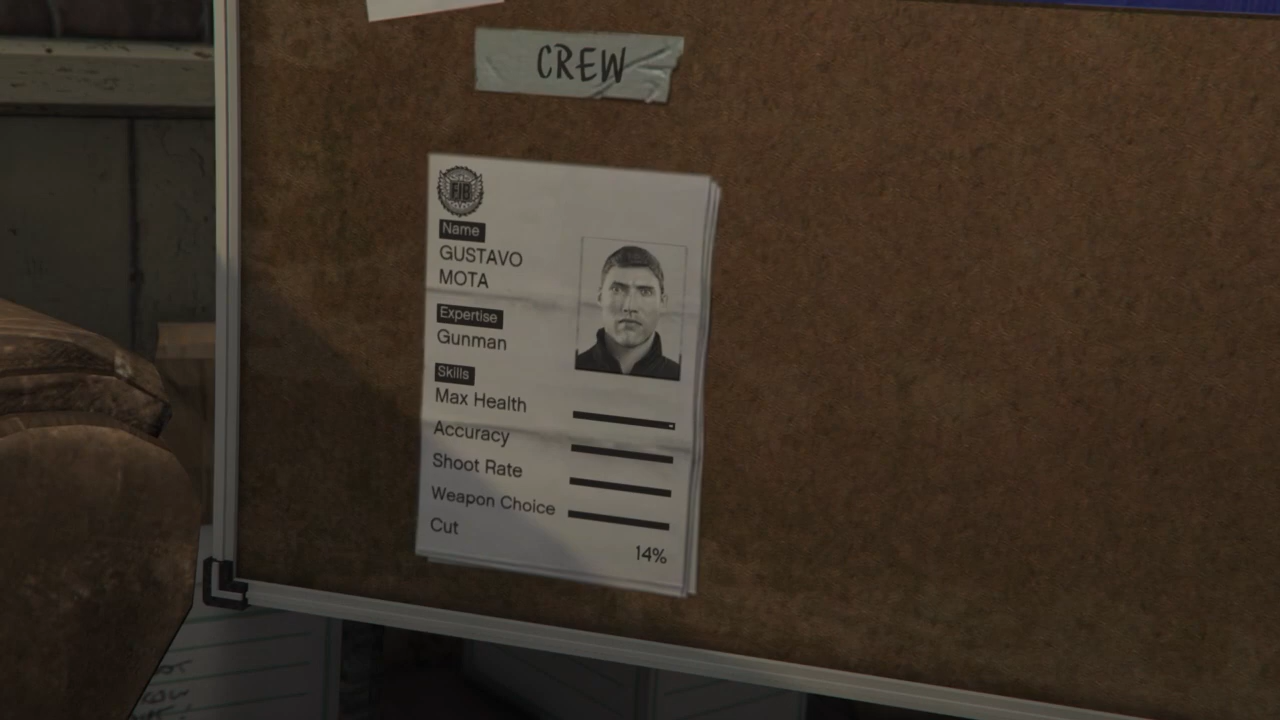 CREW
FIB
Name
GUSTAVO
MOTA
Expertise
Gunman
Skills
Max Health
Accuracy
Shoot Rate
Weapon Choice
Cut
14%